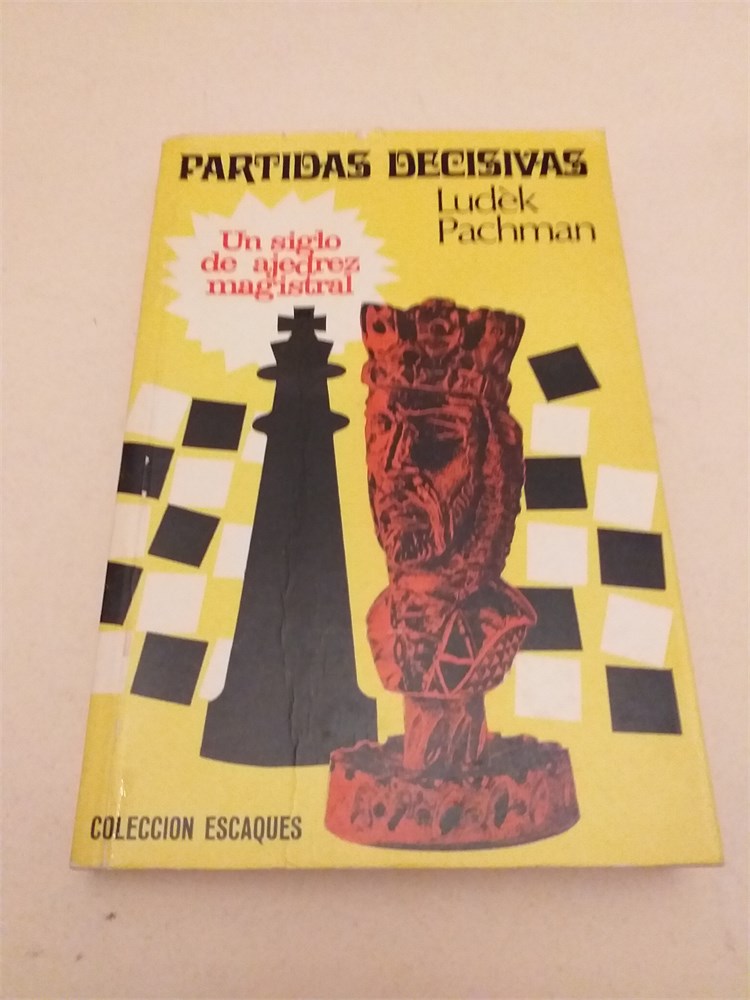 PARTIDAS DECISIVAS
Ludèk
Pachman
Un siglo
de ajedrez
magistral
COLECCION ESCAQUES